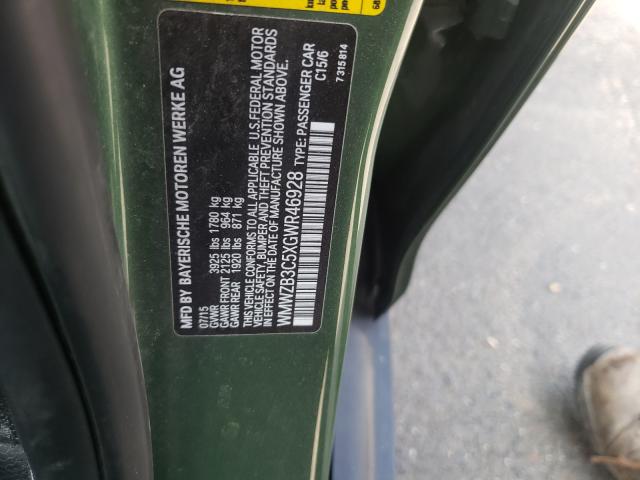 MFD BY BAYERISCHE MOTOREN WERKE AG
07/15
GAWR 3925 lbs 1780 kg
GAWR FRONT 2125 lbs 964 kg
GAWR REAR 1920 lbs 871 kg
THIS VEHICLE CONFORMS TO ALL APPLICABLE U.S. FEDERAL MOTOR
VEHICLE SAFETY, BUMPER AND THEFT PREVENTION STANDARDS
IN EFFECT ON THE DATE OF MANUFACTURE SHOWN ABOVE.
WMWZB3C5XGWR46928 TYPE: PASSENGER CAR
C15/6
7 315 814